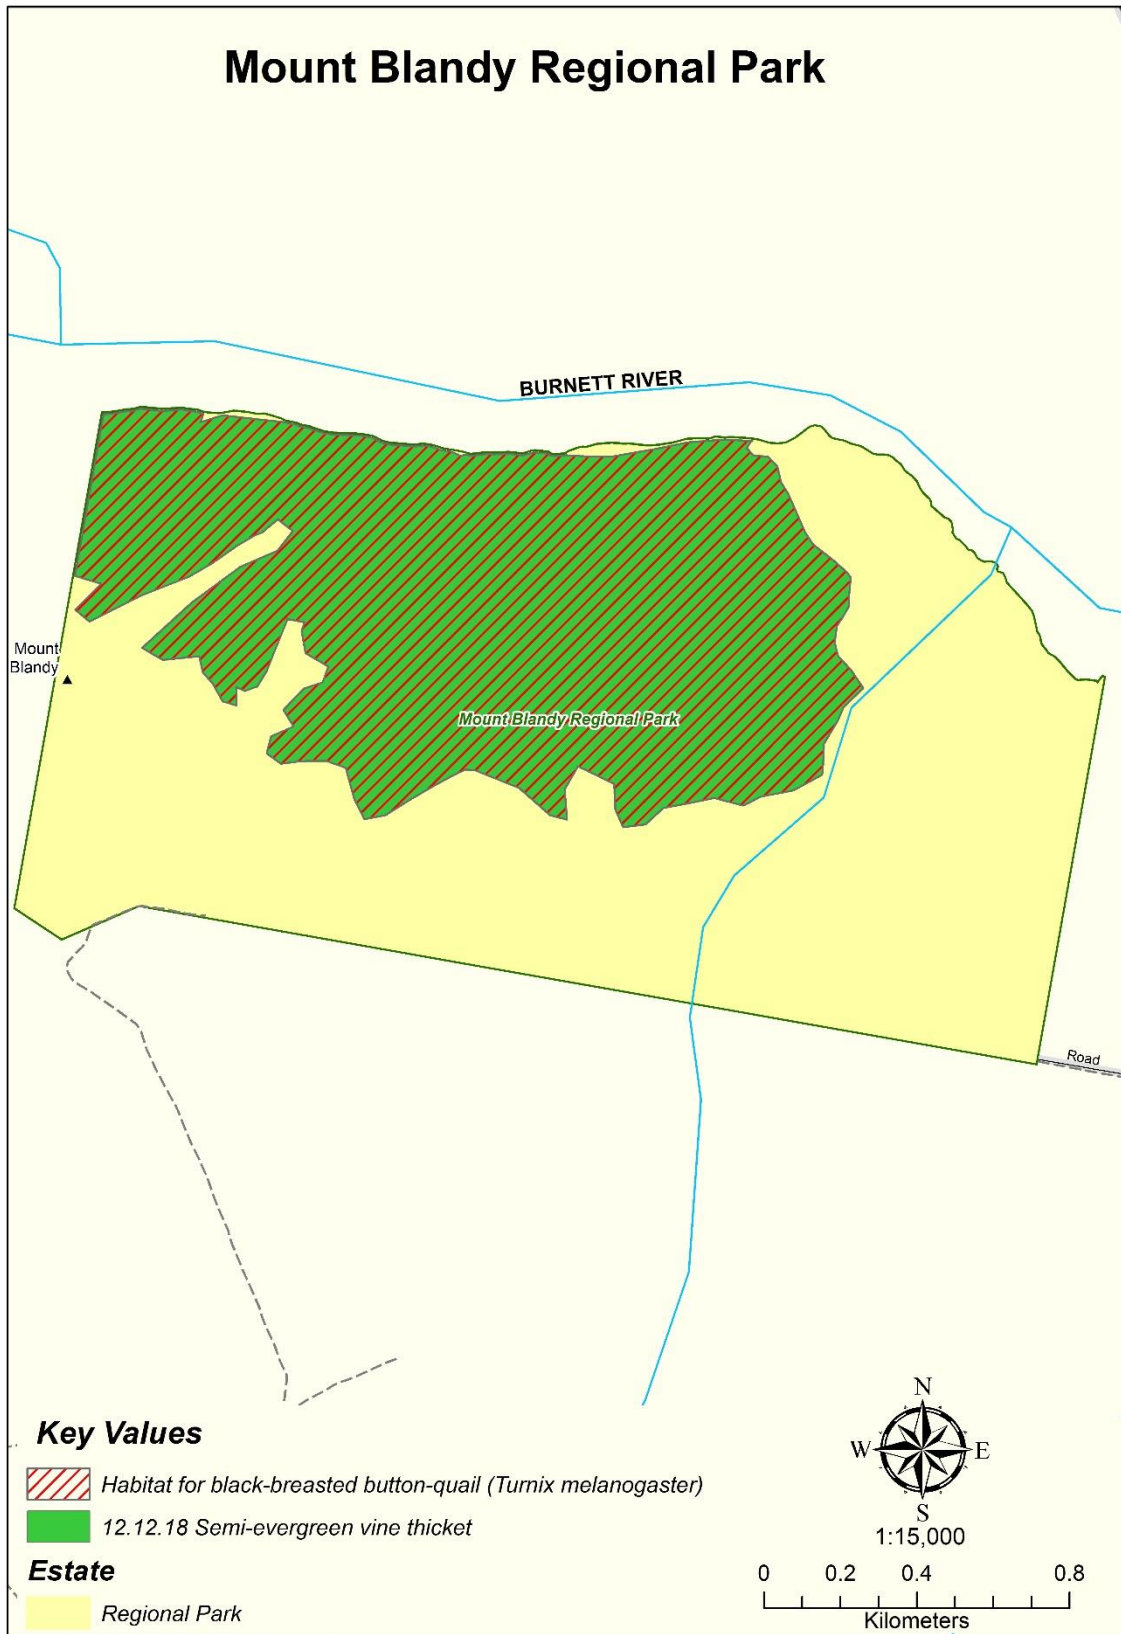 Mount Blandy Regional Park
BURNETT RIVER
Mount
Blandy
Mount Blandy Regional Park
Road
Key Values
Habitat for black-breasted button-quail (Turnix melanogaster)
12.12.18 Semi-evergreen vine thicket
Estate
Regional Park
N
W E
S
1:15,000
0 0.2 0.4 0.8
Kilometers